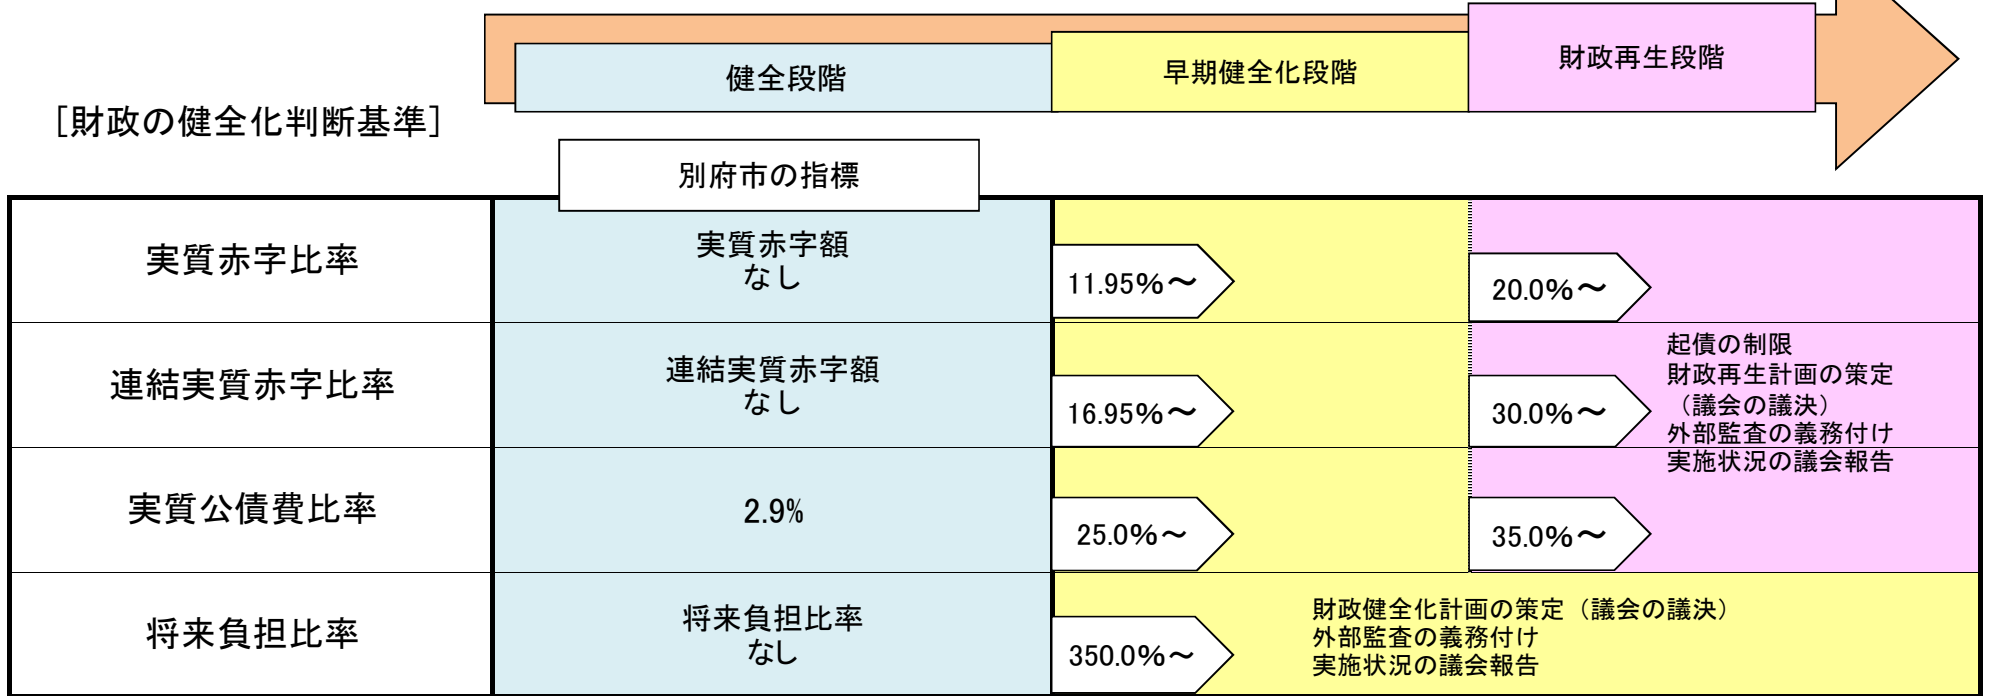 健全段階
早期健全化段階
財政再生段階
[財政の健全化判断基準]
別府市の指標
実質赤字比率
実質赤字額
なし
11.95%～
20.0%～
連結実質赤字比率
連結実質赤字額
なし
16.95%～
30.0%～
起債の制限
財政再生計画の策定
（議会の議決）
外部監査の義務付け
実施状況の議会報告
実質公債費比率
2.9%
25.0%～
35.0%～
将来負担比率
将来負担比率
なし
350.0%～
財政健全化計画の策定（議会の議決）
外部監査の義務付け
実施状況の議会報告